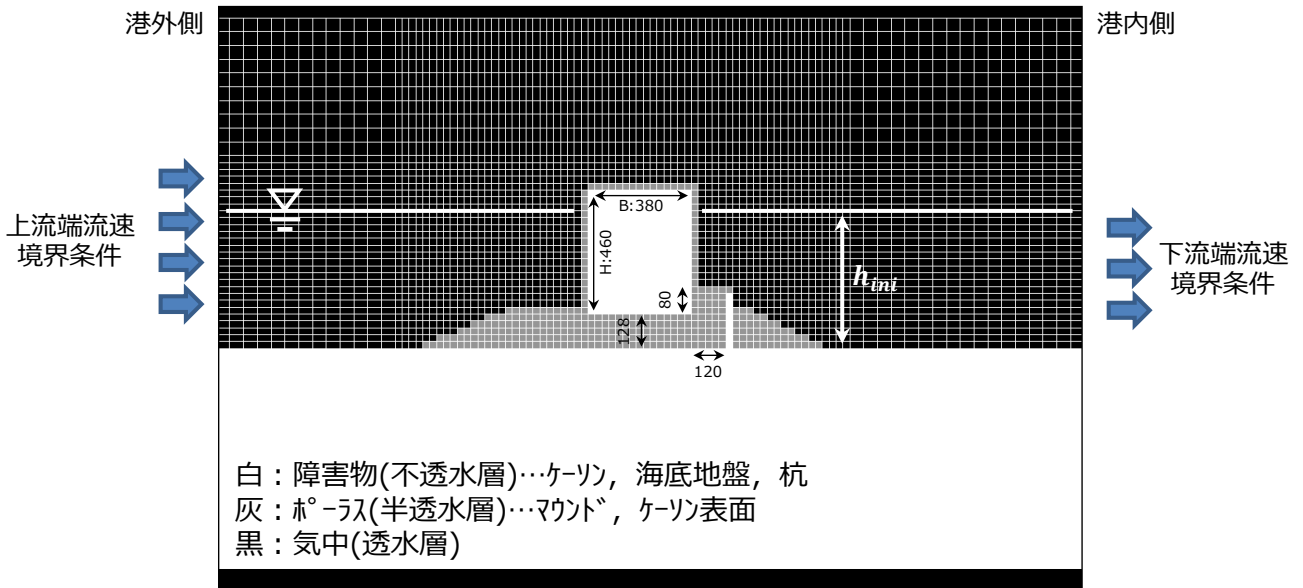 港外側
港内側
上流端流速
境界条件
B:380
H:460
80
128
120
h_ini
下流端流速
境界条件
白：障害物(不透水層)…ｹｰｿﾝ，海底地盤，杭
灰：ﾎﾟｰﾗｽ(半透水層)…ﾏｳﾝﾄﾞ，ｹｰｿﾝ表面
黒：気中(透水層)